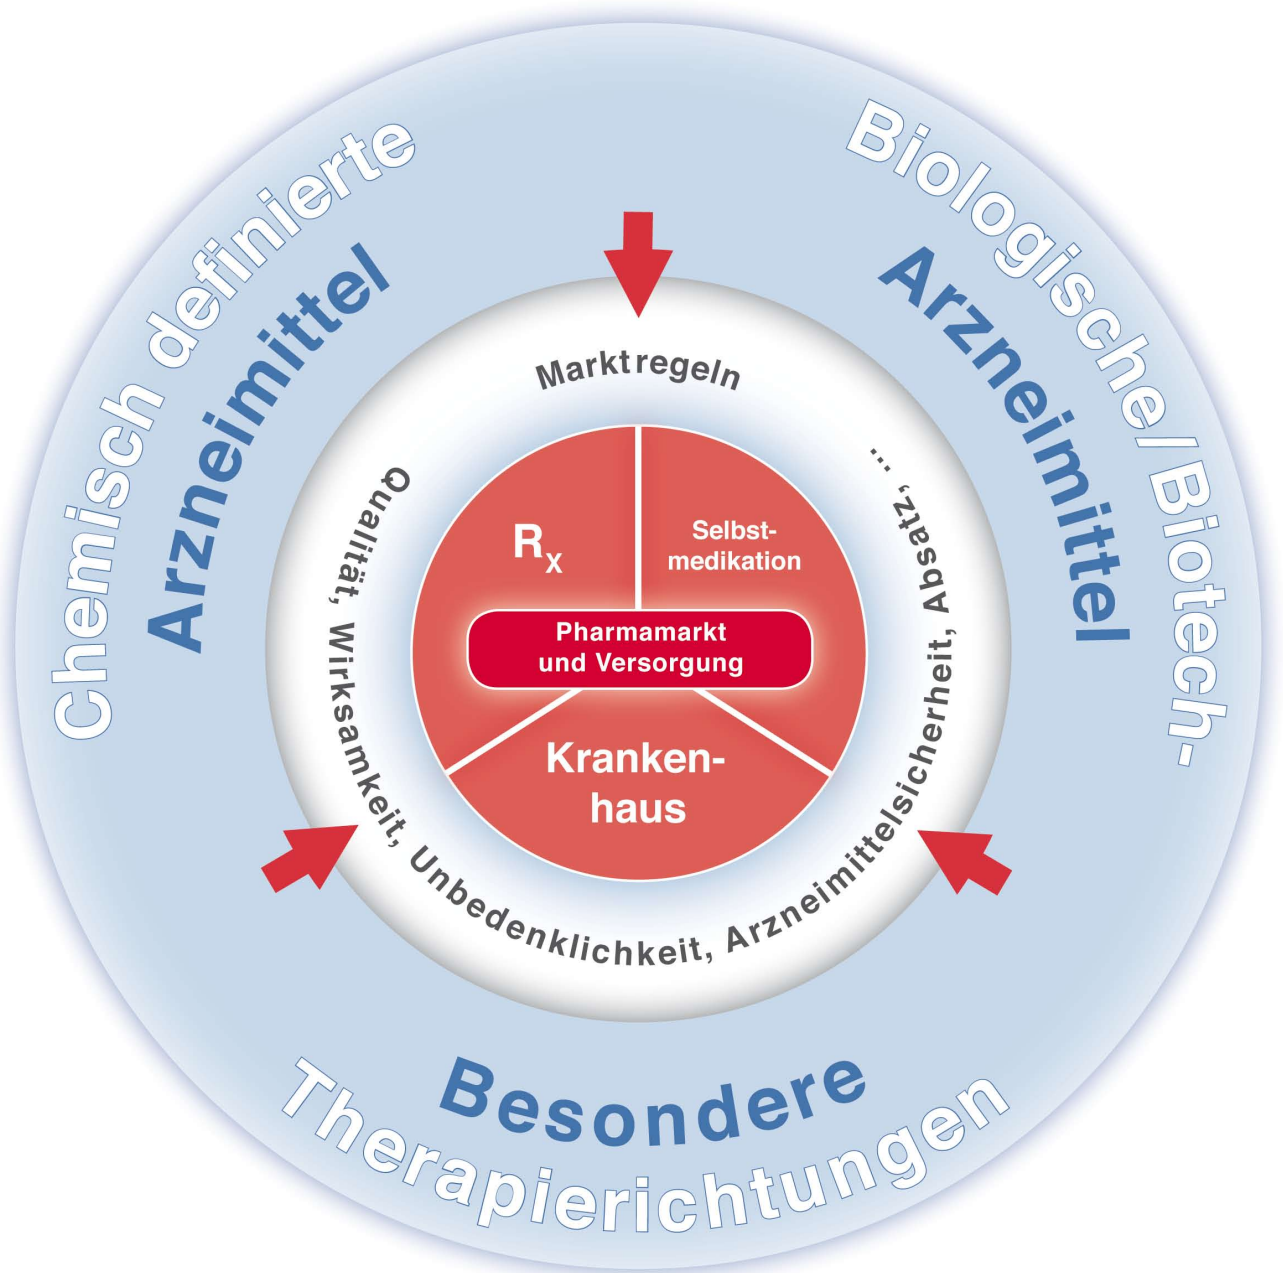 Chemisch definierte
Arzneimittel
Biologische/Biotech-
Arzneimittel
Besondere
Therapierichtungen
Marktregeln
Qualität, Wirksamkeit, Unbedenklichkeit, Arzneimittelsicherheit, Absatz, ...
Rx
Selbst-
medikation
Pharmamarkt
und Versorgung
Kranken-
haus